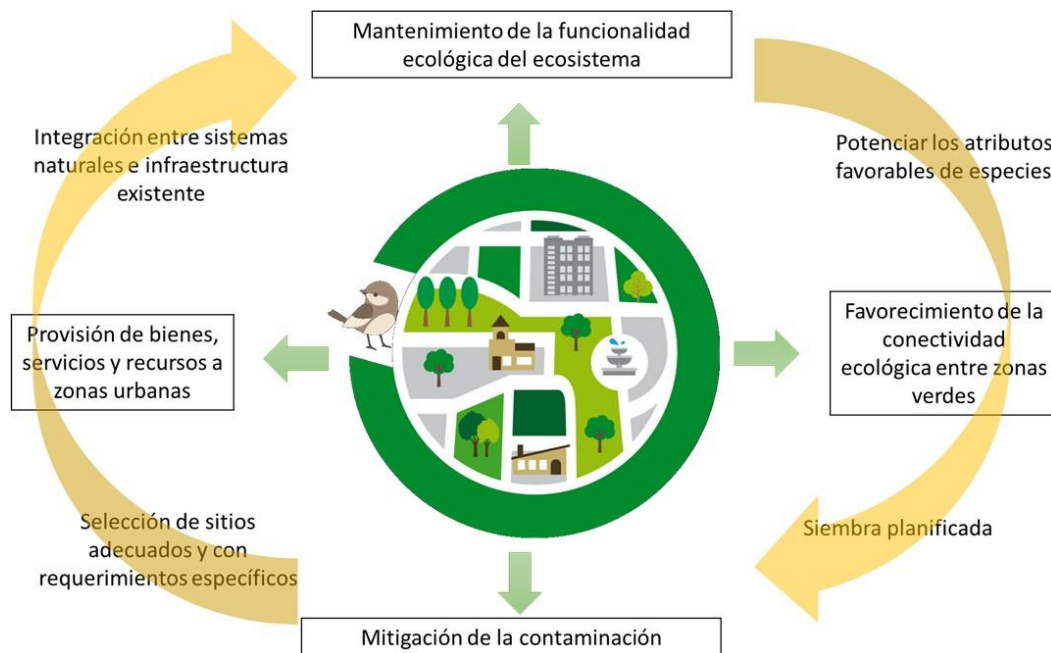 Mantenimiento de la funcionalidad
ecológica del ecosistema
Integración entre sistemas
naturales e infraestructura
existente
Potenciar los atributos
favorables de especies
Provisión de bienes,
servicios y recursos a
zonas urbanas
Favorecimiento de la
conectividad
ecológica entre zonas
verdes
Selección de sitios
adecuados y con
requerimientos específicos
Siembra planificada
Mitigación de la contaminación